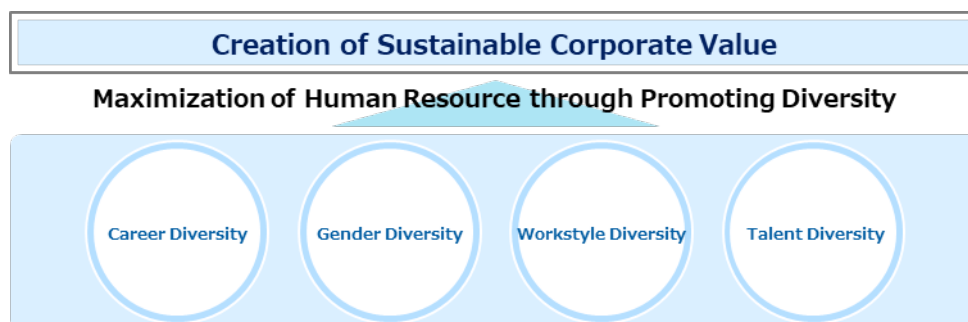 Creation of Sustainable Corporate Value
Maximization of Human Resource through Promoting Diversity
Career Diversity
Gender Diversity
Workstyle Diversity
Talent Diversity